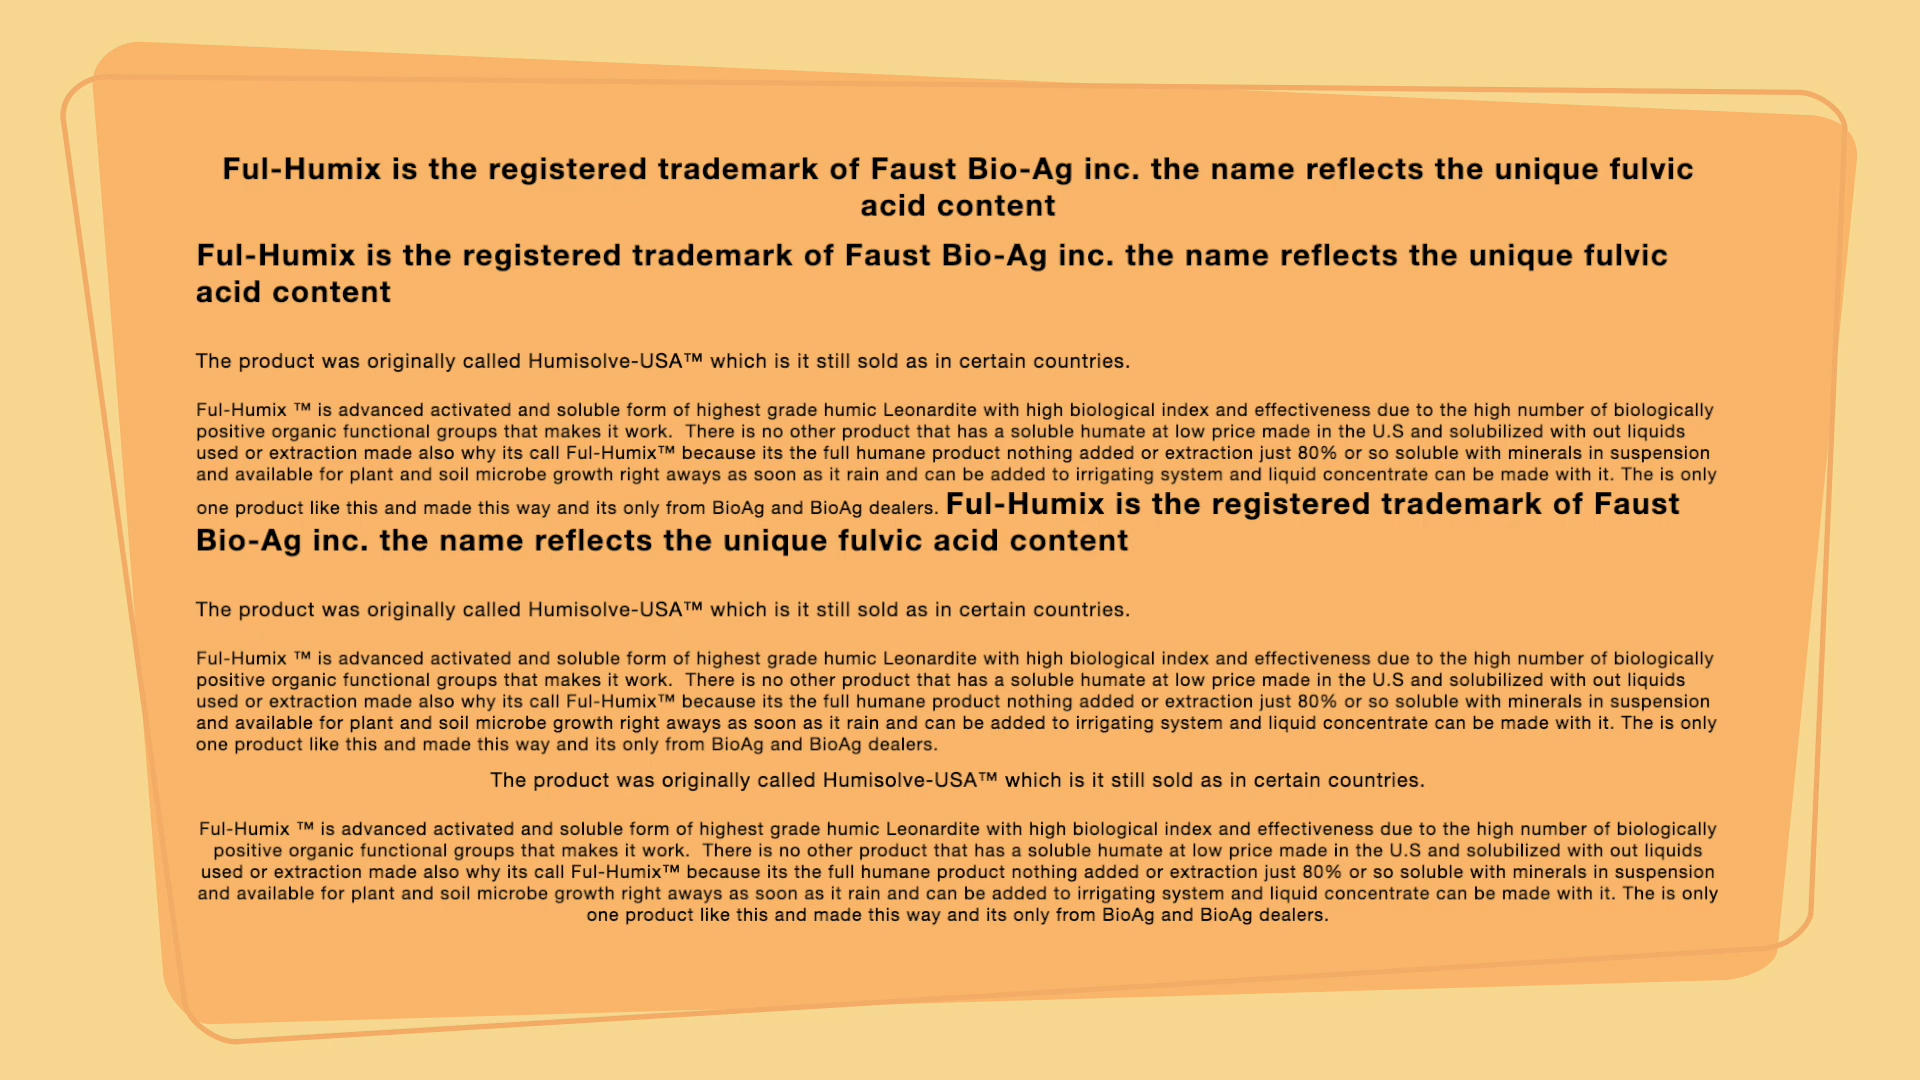 Ful-Humix is the registered trademark of Faust Bio-Ag inc. the name reflects the unique fulvic
acid content
Ful-Humix is the registered trademark of Faust Bio-Ag inc. the name reflects the unique fulvic
acid content
The product was originally called Humisolve-USA™ which is it still sold as in certain countries.
Ful-Humix ™ is advanced activated and soluble form of highest grade humic Leonardite with high biological index and effectiveness due to the high number of biologically
positive organic functional groups that makes it work.  There is no other product that has a soluble humate at low price made in the U.S and solubilized with out liquids
used or extraction made also why its call Ful-Humix™ because its the full humane product nothing added or extraction just 80% or so soluble with minerals in suspension
and available for plant and soil microbe growth right aways as soon as it rain and can be added to irrigating system and liquid concentrate can be made with it. The is only
one product like this and made this way and its only from BioAg and BioAg dealers. Ful-Humix is the registered trademark of Faust
Bio-Ag inc. the name reflects the unique fulvic acid content
The product was originally called Humisolve-USA™ which is it still sold as in certain countries.
Ful-Humix ™ is advanced activated and soluble form of highest grade humic Leonardite with high biological index and effectiveness due to the high number of biologically
positive organic functional groups that makes it work.  There is no other product that has a soluble humate at low price made in the U.S and solubilized with out liquids
used or extraction made also why its call Ful-Humix™ because its the full humane product nothing added or extraction just 80% or so soluble with minerals in suspension
and available for plant and soil microbe growth right aways as soon as it rain and can be added to irrigating system and liquid concentrate can be made with it. The is only
one product like this and made this way and its only from BioAg and BioAg dealers.
The product was originally called Humisolve-USA™ which is it still sold as in certain countries.
Ful-Humix ™ is advanced activated and soluble form of highest grade humic Leonardite with high biological index and effectiveness due to the high number of biologically
positive organic functional groups that makes it work.  There is no other product that has a soluble humate at low price made in the U.S and solubilized with out liquids
used or extraction made also why its call Ful-Humix™ because its the full humane product nothing added or extraction just 80% or so soluble with minerals in suspension
and available for plant and soil microbe growth right aways as soon as it rain and can be added to irrigating system and liquid concentrate can be made with it. The is only
one product like this and made this way and its only from BioAg and BioAg dealers.